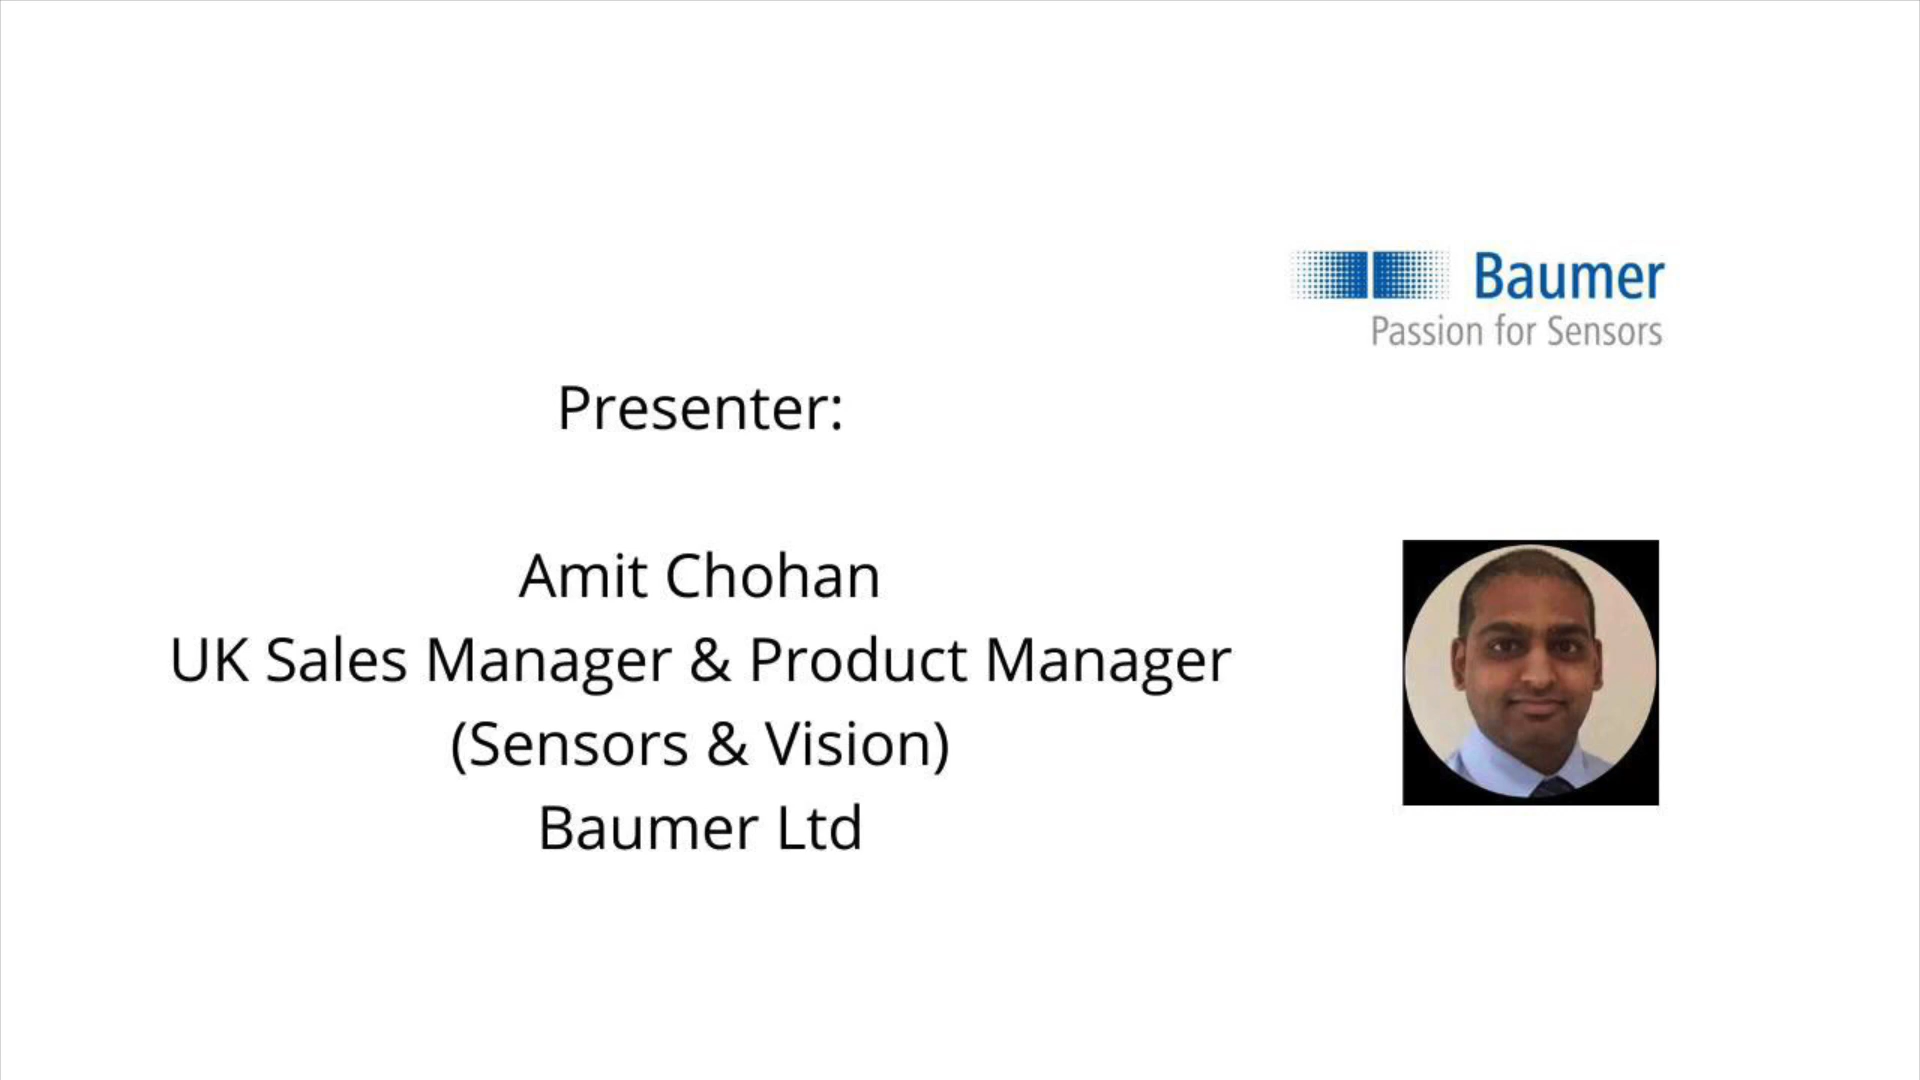 Baumer
Passion for Sensors
Presenter:
Amit Chohan
UK Sales Manager & Product Manager
(Sensors & Vision)
Baumer Ltd